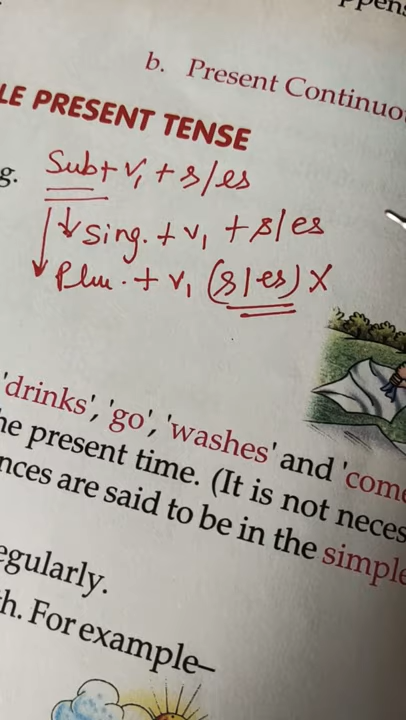 b. Present Continuo
LE PRESENT TENSE
g. Sub + V₁ + s/es
Sing. + V₁ + s/es
Plu. + V₁ (s/es) X
'drinks', 'go', 'washes' and 'come
he present time. (It is not neces
nces are said to be in the simple
egularly.
h. For example–